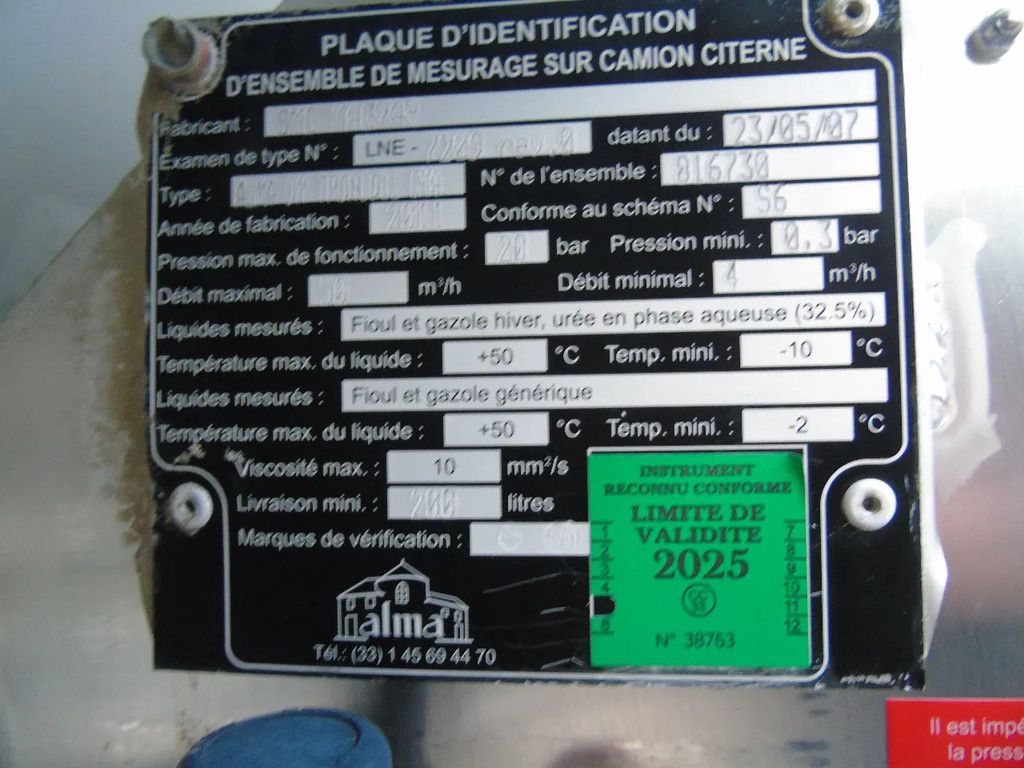 PLAQUE D'IDENTIFICATION
D'ENSEMBLE DE MESURAGE SUR CAMION CITERNE
Fabricant :
Examen de type N° : LNE - datant du : 23/05/07
Type : N° de l'ensemble : 816730
Année de fabrication : 2011 Conforme au schéma N° : S6
Pression max. de fonctionnement : 20 bar Pression mini. : 0,3 bar
Débit maximal : m³/h Débit minimal : 4 m³/h
Liquides mesurés : Fioul et gazole hiver, urée en phase aqueuse (32.5%)
Température max. du liquide : +50 °C Temp. mini. : -10 °C
Liquides mesurés : Fioul et gazole générique
Température max. du liquide : +50 °C Temp. mini. : -2 °C
Viscosité max. : 10 mm²/s
Livraison mini. : 200 litres
Marques de vérification :
alma
Tél.: (33) 1 45 69 44 70
INSTRUMENT
RECONNU CONFORME
LIMITE DE
VALIDITE
2025
1 7
2 8
3 9
4 10
11
6 12
N° 38763
Il est
la